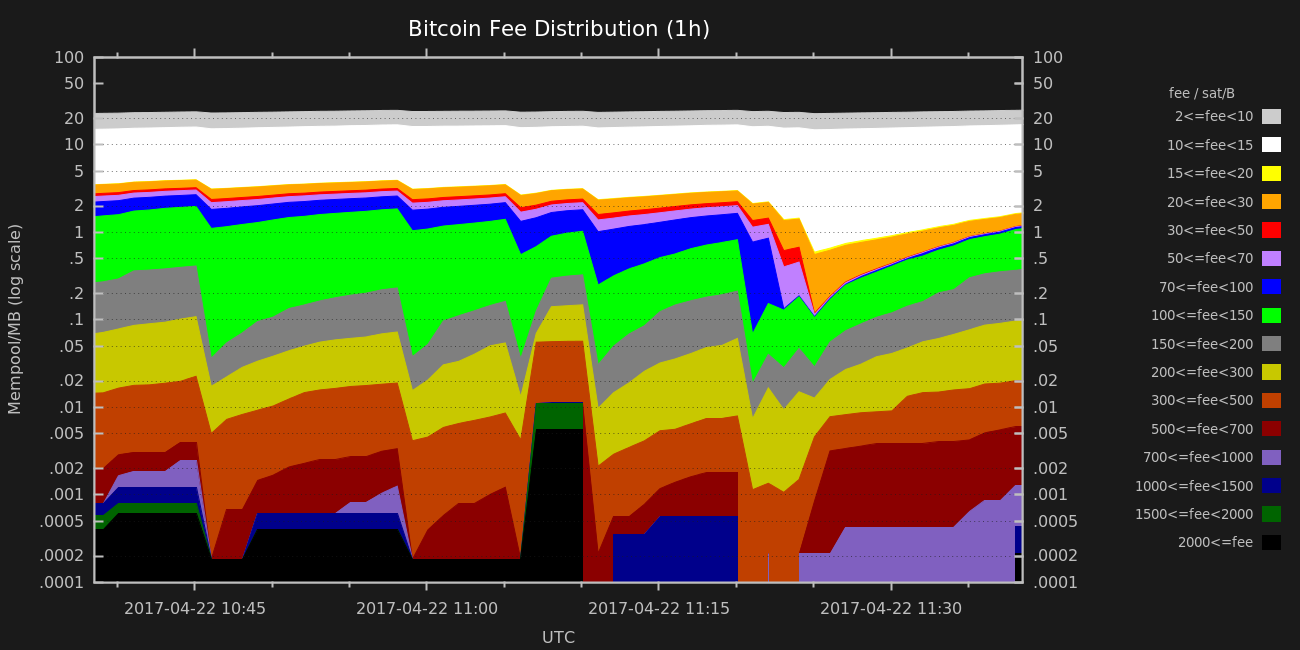 Bitcoin Fee Distribution (1h)
Mempool/MB (log scale)
100
50
20
10
5
2
1
.5
.2
.1
.05
.02
.01
.005
.002
.001
.0005
.0002
.0001
100
50
20
10
5
2
1
.5
.2
.1
.05
.02
.01
.005
.002
.001
.0005
.0002
.0001
2017-04-22 10:45
2017-04-22 11:00
2017-04-22 11:15
2017-04-22 11:30
UTC
fee / sat/B
2<=fee<10
10<=fee<15
15<=fee<20
20<=fee<30
30<=fee<50
50<=fee<70
70<=fee<100
100<=fee<150
150<=fee<200
200<=fee<300
300<=fee<500
500<=fee<700
700<=fee<1000
1000<=fee<1500
1500<=fee<2000
2000<=fee